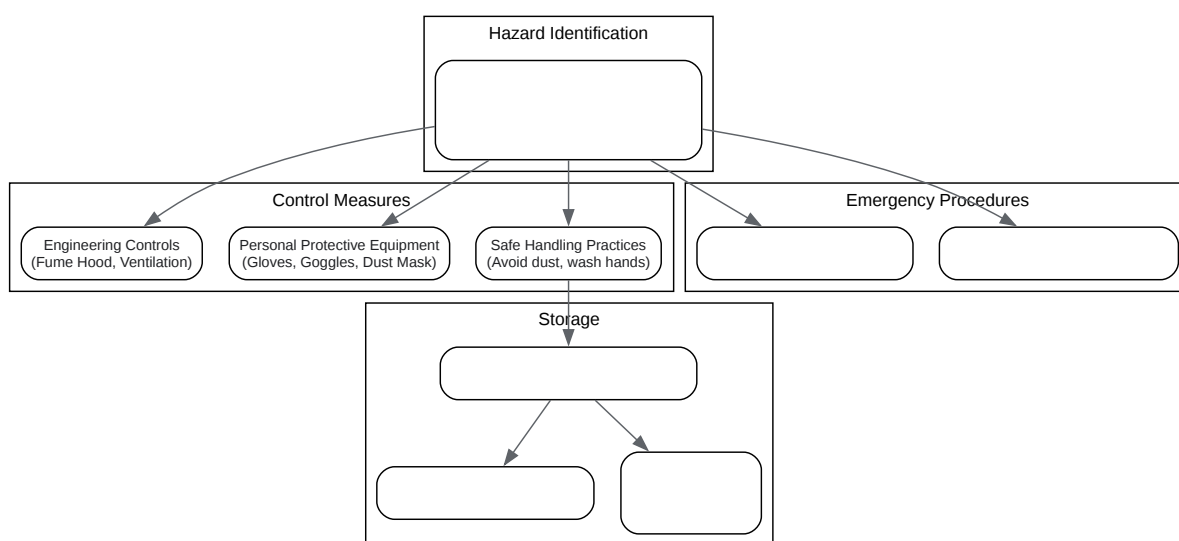 Hazard Identification
Control Measures
Emergency Procedures
Engineering Controls
(Fume Hood, Ventilation)
Personal Protective Equipment
(Gloves, Goggles, Dust Mask)
Safe Handling Practices
(Avoid dust, wash hands)
Storage